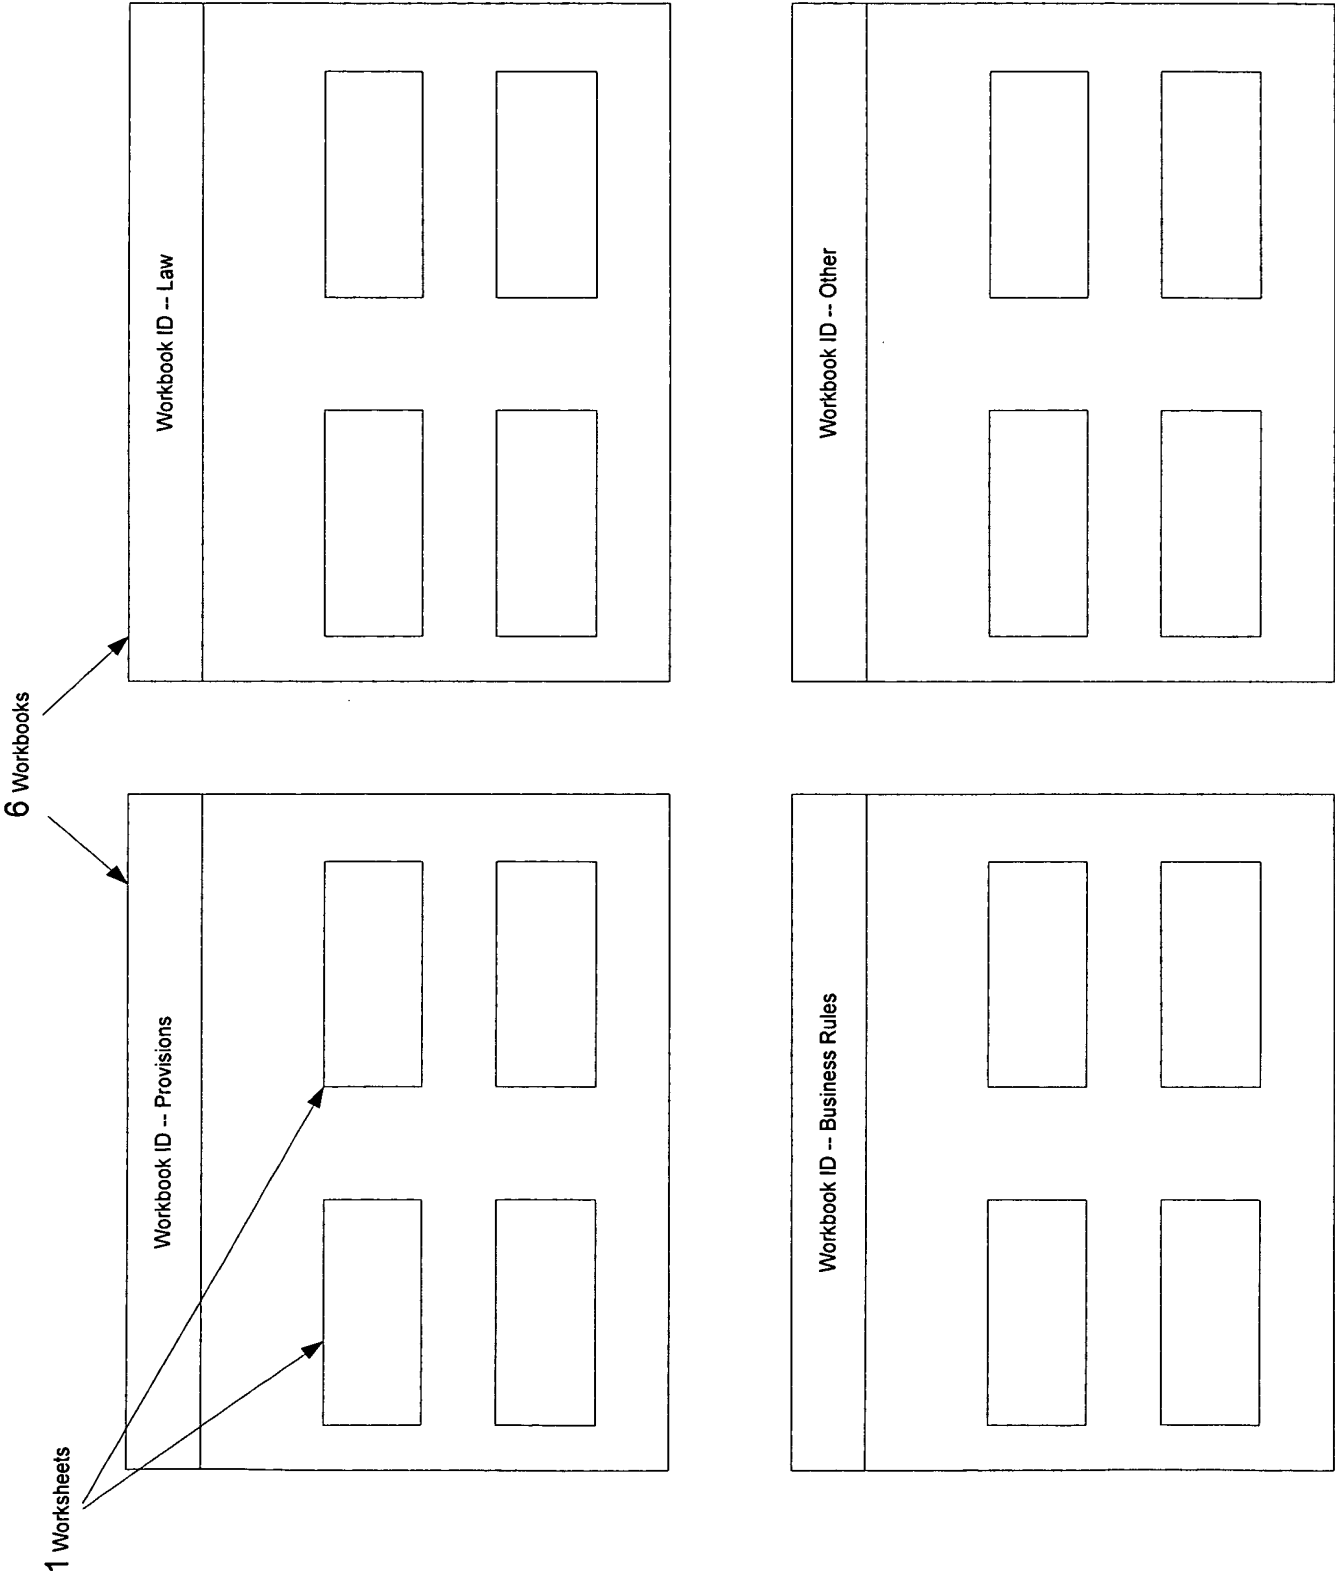 6 Workbooks
1 Worksheets
Workbook ID -- Provisions
Workbook ID -- Law
Workbook ID -- Business Rules
Workbook ID -- Other